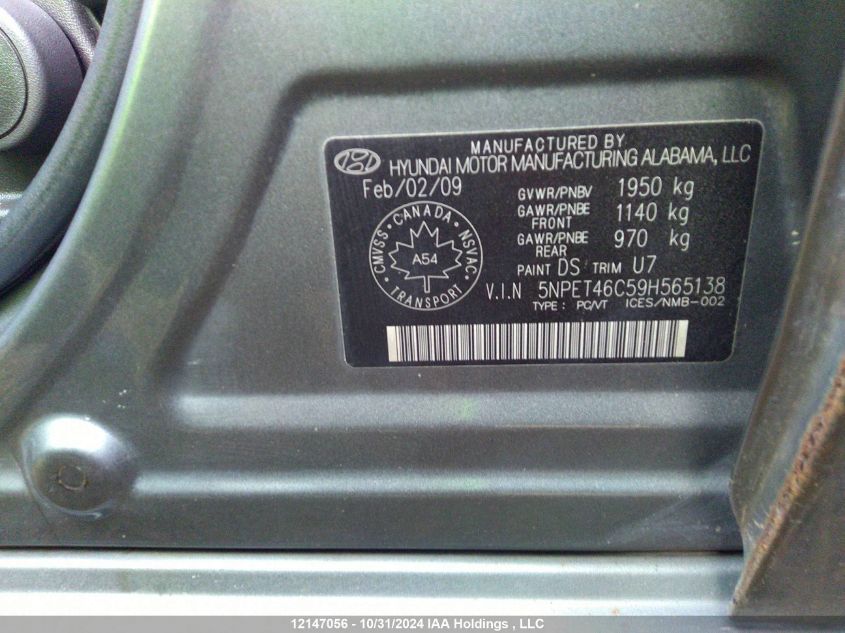 MANUFACTURED BY
HYUNDAI MOTOR MANUFACTURING ALABAMA, LLC
Feb/02/09
GVWR/PNBV 1950 kg
GAWR/PNBE FRONT 1140 kg
GAWR/PNBE REAR 970 kg
CMVSS · CANADA · NSVAC · TRANSPORT ·
A54
PAINT DS TRIM U7
V.I.N 5NPET46C59H565138
TYPE : PC/VT ICES/NMB-002
12147056 - 10/31/2024 IAA Holdings , LLC